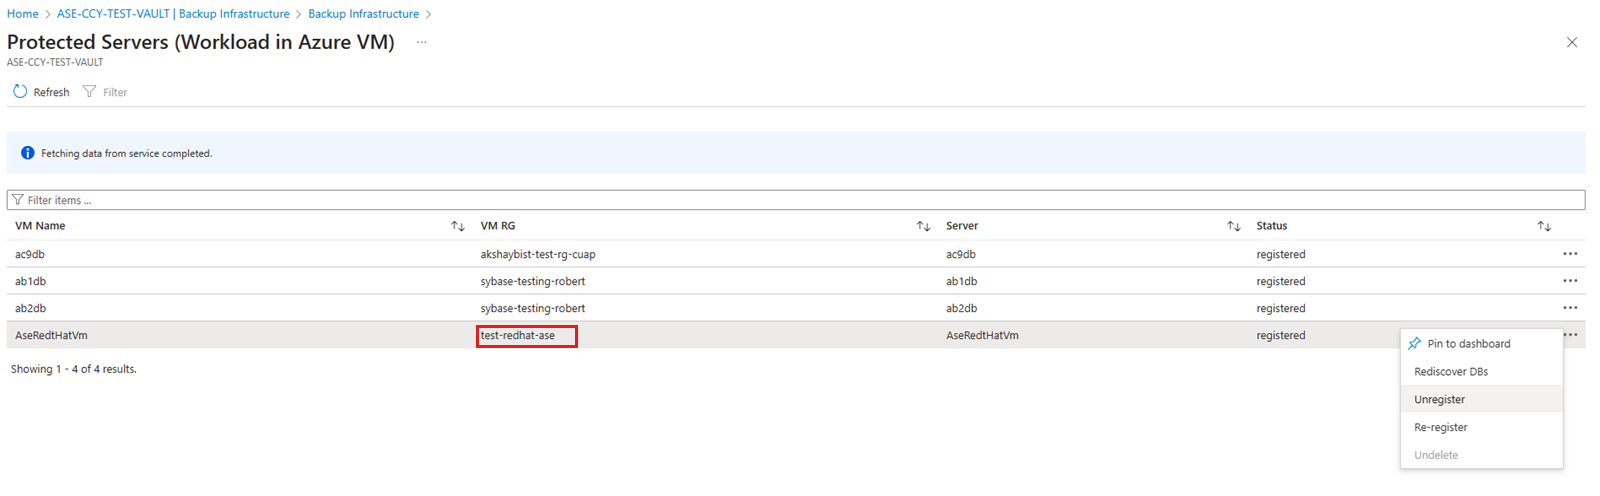 Home > ASE-CCY-TEST-VAULT | Backup Infrastructure > Backup Infrastructure >
Protected Servers (Workload in Azure VM) ...
ASE-CCY-TEST-VAULT
Refresh Filter
Fetching data from service completed.
Filter items ...
VM Name VM RG Server Status
ac9db akshaybist-test-rg-cuap ac9db registered
ab1db sybase-testing-robert ab1db registered
ab2db sybase-testing-robert ab2db registered
AseRedtHatVm test-redhat-ase AseRedtHatVm registered
Showing 1 - 4 of 4 results.
Pin to dashboard
Rediscover DBs
Unregister
Re-register
Undelete